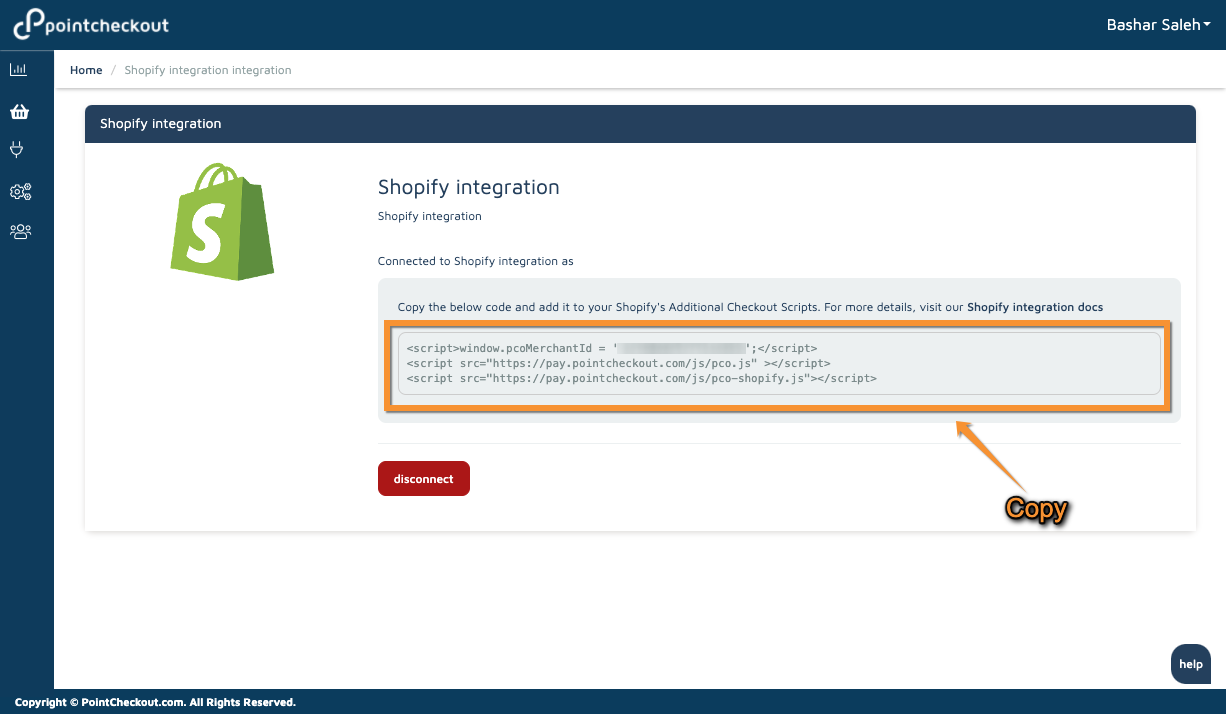 pointcheckout
Bashar Saleh
Home / Shopify integration integration
Shopify integration
Shopify integration
Shopify integration
Connected to Shopify integration as
Copy the below code and add it to your Shopify's Additional Checkout Scripts. For more details, visit our Shopify integration docs
<script>window.pcoMerchantId = '';</script>
<script src="https://pay.pointcheckout.com/js/pco.js" ></script>
<script src="https://pay.pointcheckout.com/js/pco-shopify.js"></script>
disconnect
Copy
help
Copyright © PointCheckout.com. All Rights Reserved.